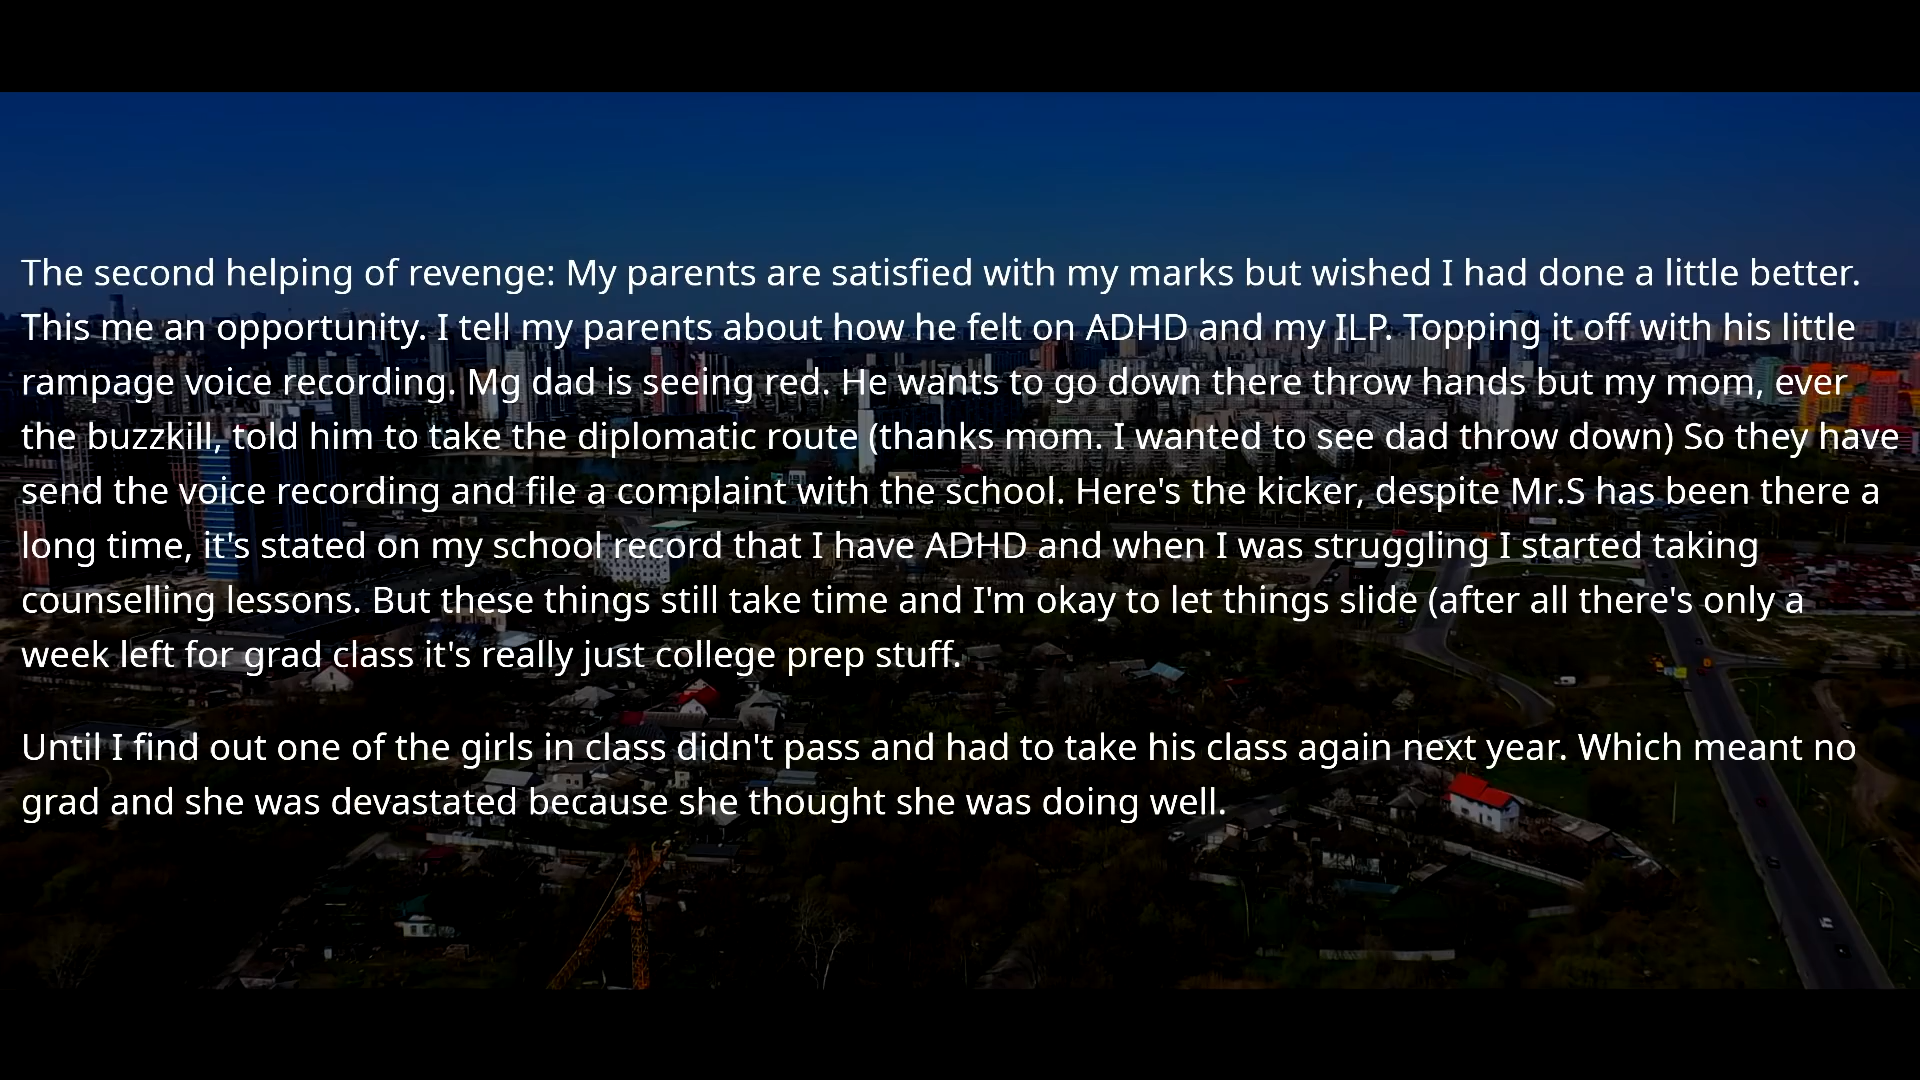 The second helping of revenge: My parents are satisfied with my marks but wished I had done a little better.
This me an opportunity. I tell my parents about how he felt on ADHD and my ILP. Topping it off with his little
rampage voice recording. Mg dad is seeing red. He wants to go down there throw hands but my mom, ever
the buzzkill, told him to take the diplomatic route (thanks mom. I wanted to see dad throw down) So they have
send the voice recording and file a complaint with the school. Here's the kicker, despite Mr.S has been there a
long time, it's stated on my school record that I have ADHD and when I was struggling I started taking
counselling lessons. But these things still take time and I'm okay to let things slide (after all there's only a
week left for grad class it's really just college prep stuff.
Until I find out one of the girls in class didn't pass and had to take his class again next year. Which meant no
grad and she was devastated because she thought she was doing well.